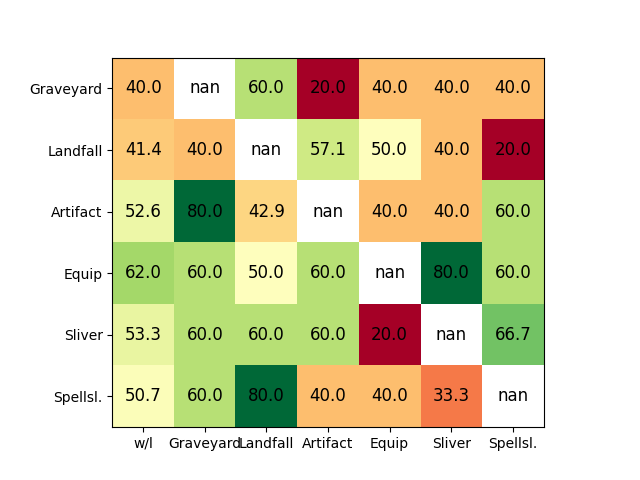 Graveyard 40.0 nan 60.0 20.0 40.0 40.0 40.0
Landfall 41.4 40.0 nan 57.1 50.0 40.0 20.0
Artifact 52.6 80.0 42.9 nan 40.0 40.0 60.0
Equip 62.0 60.0 50.0 60.0 nan 80.0 60.0
Sliver 53.3 60.0 60.0 60.0 20.0 nan 66.7
Spellsl. 50.7 60.0 80.0 40.0 40.0 33.3 nan
w/l Graveyard Landfall Artifact Equip Sliver Spellsl.